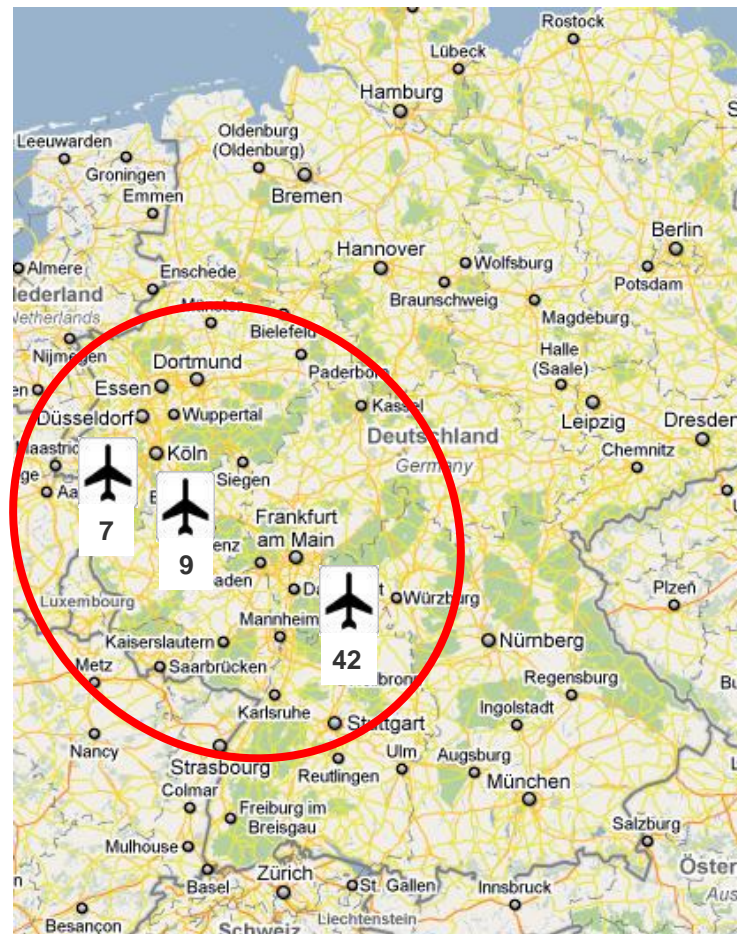 Rostock
Lübeck
Hamburg
Leeuwarden
Oldenburg
(Oldenburg)
Groningen
Bremen
Emmen
Berlin
Hannover
Wolfsburg
Almere
Enschede
Potsdam
Braunschweig
Nederland
Netherlands
Münster
Magdeburg
Bielefeld
Nijmegen
Halle
(Saale)
Dortmund
Paderborn
Essen
Kassel
Düsseldorf
Wuppertal
Leipzig
Dresden
Deutschland
Germany
Köln
Chemnitz
Siegen
7
Frankfurt
am Main
9
Plzeń
Würzburg
Luxembourg
Mannheim
Kaiserslautern
Nürnberg
42
Metz
Saarbrücken
Regensburg
Karlsruhe
Ingolstadt
Stuttgart
Nancy
Ulm
Augsburg
Strasbourg
Reutlingen
München
Colmar
Freiburg im
Breisgau
Salzburg
Mulhouse
Zürich
Basel
St. Gallen
Innsbruck
Liechtenstein
Besançon
Schweiz